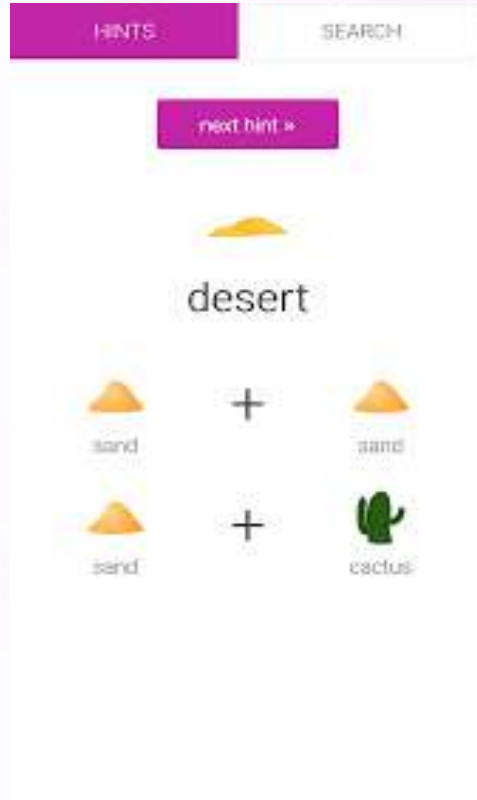 HINTS SEARCH
next hint »
desert
+
sand sand
+
sand cactus